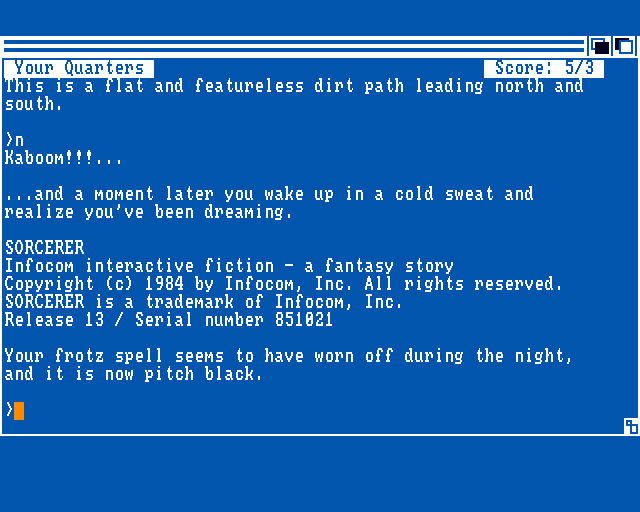 Your Quarters Score: 5/3
This is a flat and featureless dirt path leading north and
south.
>n
Kaboom!!!...
...and a moment later you wake up in a cold sweat and
realize you've been dreaming.
SORCERER
Infocom interactive fiction - a fantasy story
Copyright (c) 1984 by Infocom, Inc. All rights reserved.
SORCERER is a trademark of Infocom, Inc.
Release 13 / Serial number 851021
Your frotz spell seems to have worn off during the night,
and it is now pitch black.
>